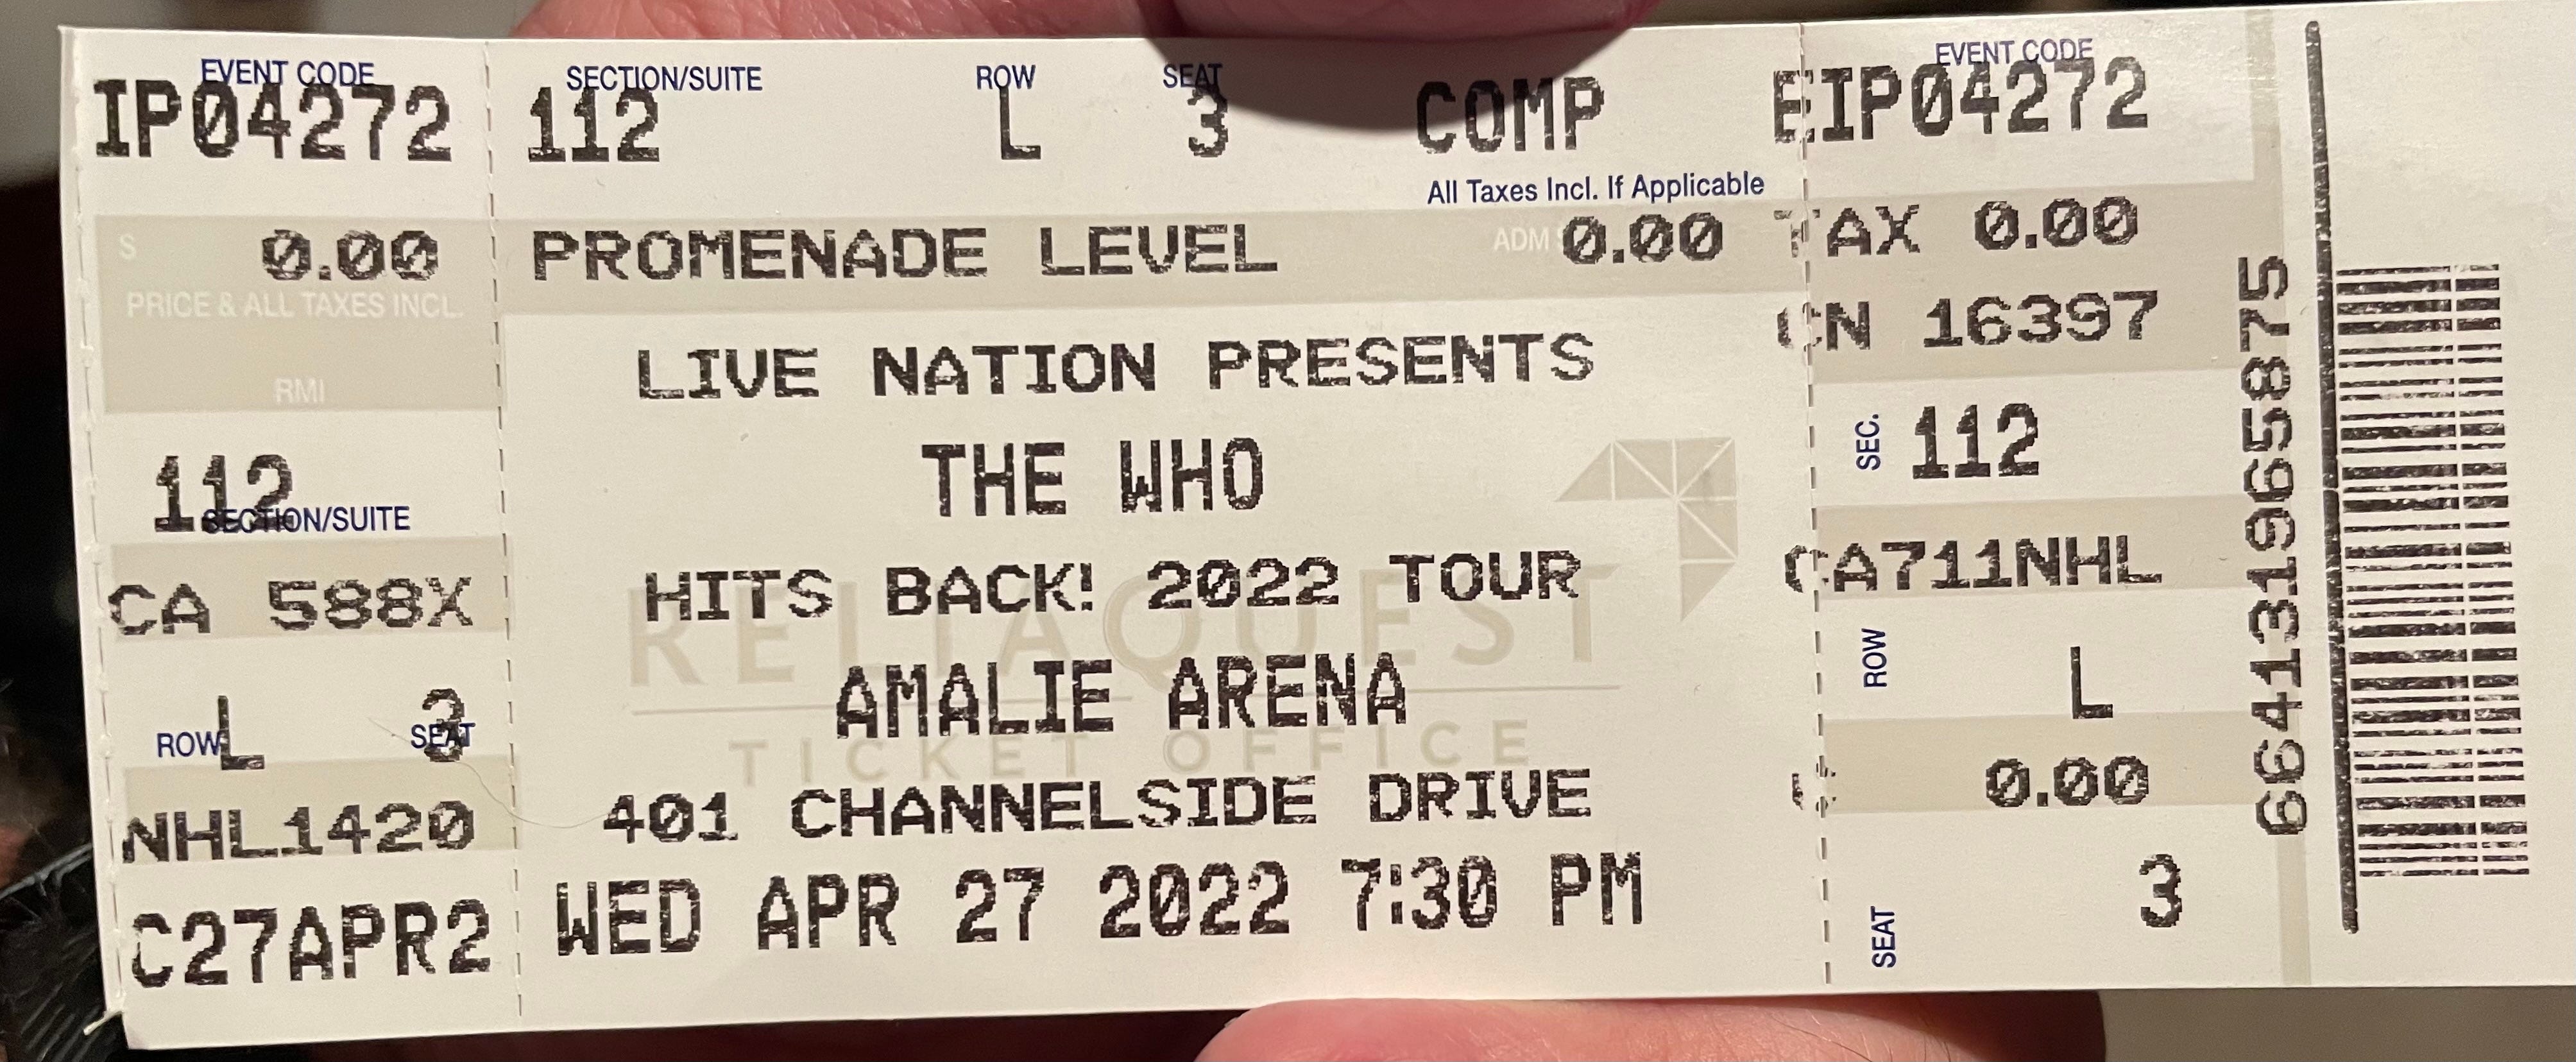 EVENT CODE
IP04272
S 0.00
PRICE & ALL TAXES INCL.
RMI
112
SECTION/SUITE
CA 588X
ROW L SEAT 3
NHL1420
C27APR2
SECTION/SUITE ROW SEAT
112 L 3 COMP
All Taxes Incl. If Applicable
PROMENADE LEVEL ADM 0.00
LIVE NATION PRESENTS
THE WHO
HITS BACK! 2022 TOUR
RELIAQUEST
AMALIE ARENA
TICKET OFFICE
401 CHANNELSIDE DRIVE
WED APR 27 2022 7:30 PM
EVENT CODE
EIP04272
TAX 0.00
CN 16397
SEC. 112
CA711NHL
ROW L
0.00
SEAT 3
664131965875